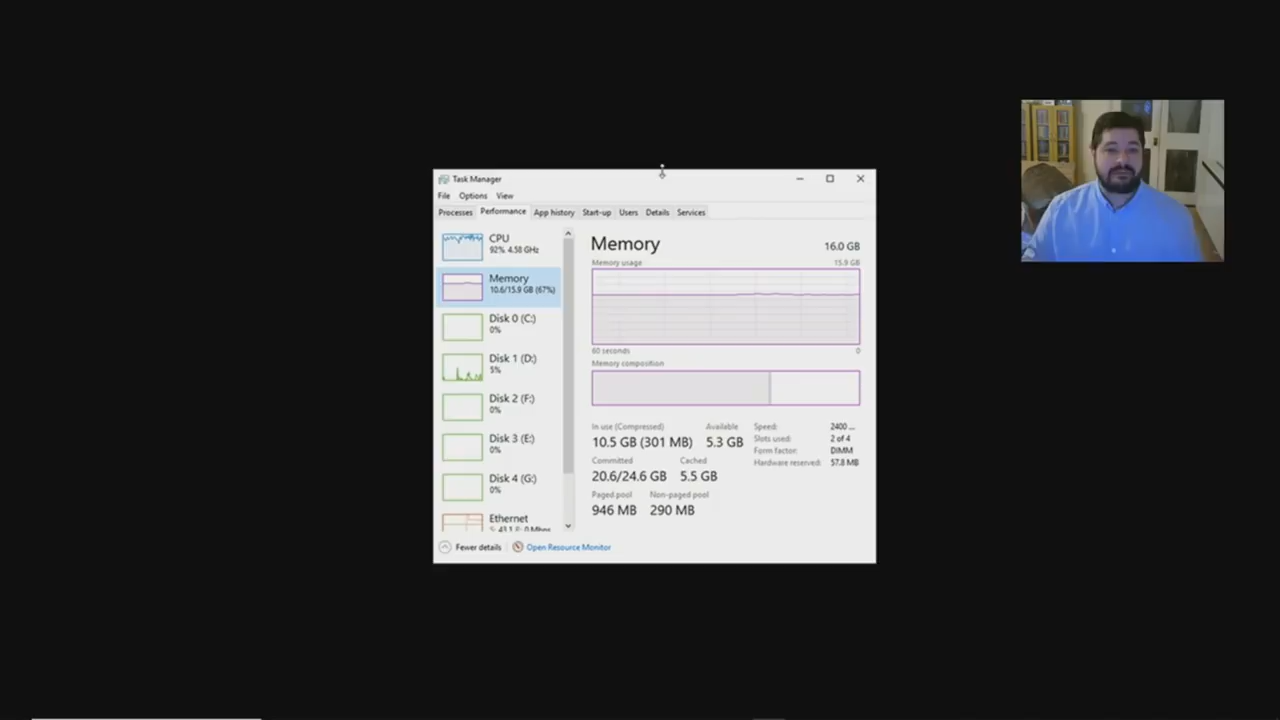 Task Manager
File Options View
Processes Performance App history Start-up Users Details Services
CPU
92% 4.58 GHz
Memory
10.6/15.9 GB (67%)
Disk 0 (C:)
0%
Disk 1 (D:)
5%
Disk 2 (F:)
0%
Disk 3 (E:)
0%
Disk 4 (G:)
0%
Ethernet
Memory 16.0 GB
Memory usage 15.9 GB
60 seconds 0
Memory composition
In use (Compressed) Available
10.5 GB (301 MB) 5.3 GB
Committed Cached
20.6/24.6 GB 5.5 GB
Paged pool Non-paged pool
946 MB 290 MB
Speed: 2400 ...
Slots used: 2 of 4
Form factor: DIMM
Hardware reserved: 57.8 MB
Fewer details Open Resource Monitor